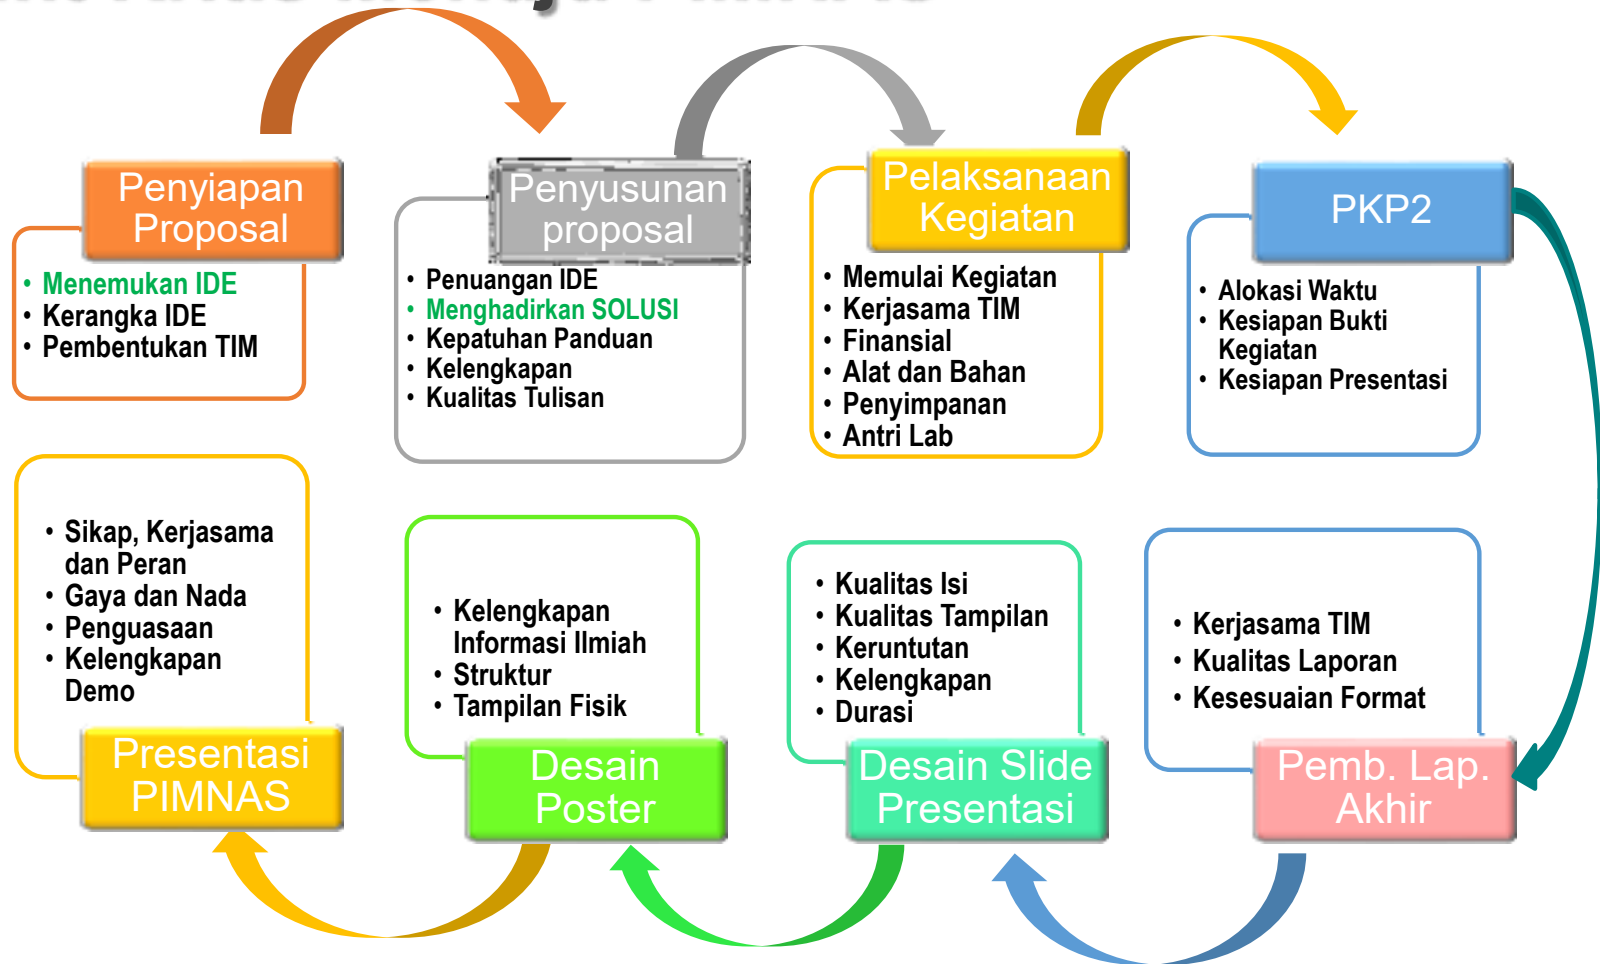 Menuju
Penyiapan
Proposal
• Menemukan IDE
• Kerangka IDE
• Pembentukan TIM
Penyusunan
proposal
• Penuangan IDE
• Menghadirkan SOLUSI
• Kepatuhan Panduan
• Kelengkapan
• Kualitas Tulisan
Pelaksanaan
Kegiatan
• Memulai Kegiatan
• Kerjasama TIM
• Finansial
• Alat dan Bahan
• Penyimpanan
• Antri Lab
PKP2
• Alokasi Waktu
• Kesiapan Bukti
Kegiatan
• Kesiapan Presentasi
• Kerjasama TIM
• Kualitas Laporan
• Kesesuaian Format
Pemb. Lap.
Akhir
• Kualitas Isi
• Kualitas Tampilan
• Keruntutan
• Kelengkapan
• Durasi
Desain Slide
Presentasi
• Kelengkapan
Informasi Ilmiah
• Struktur
• Tampilan Fisik
Desain
Poster
• Sikap, Kerjasama
dan Peran
• Gaya dan Nada
• Penguasaan
• Kelengkapan
Demo
Presentasi
PIMNAS